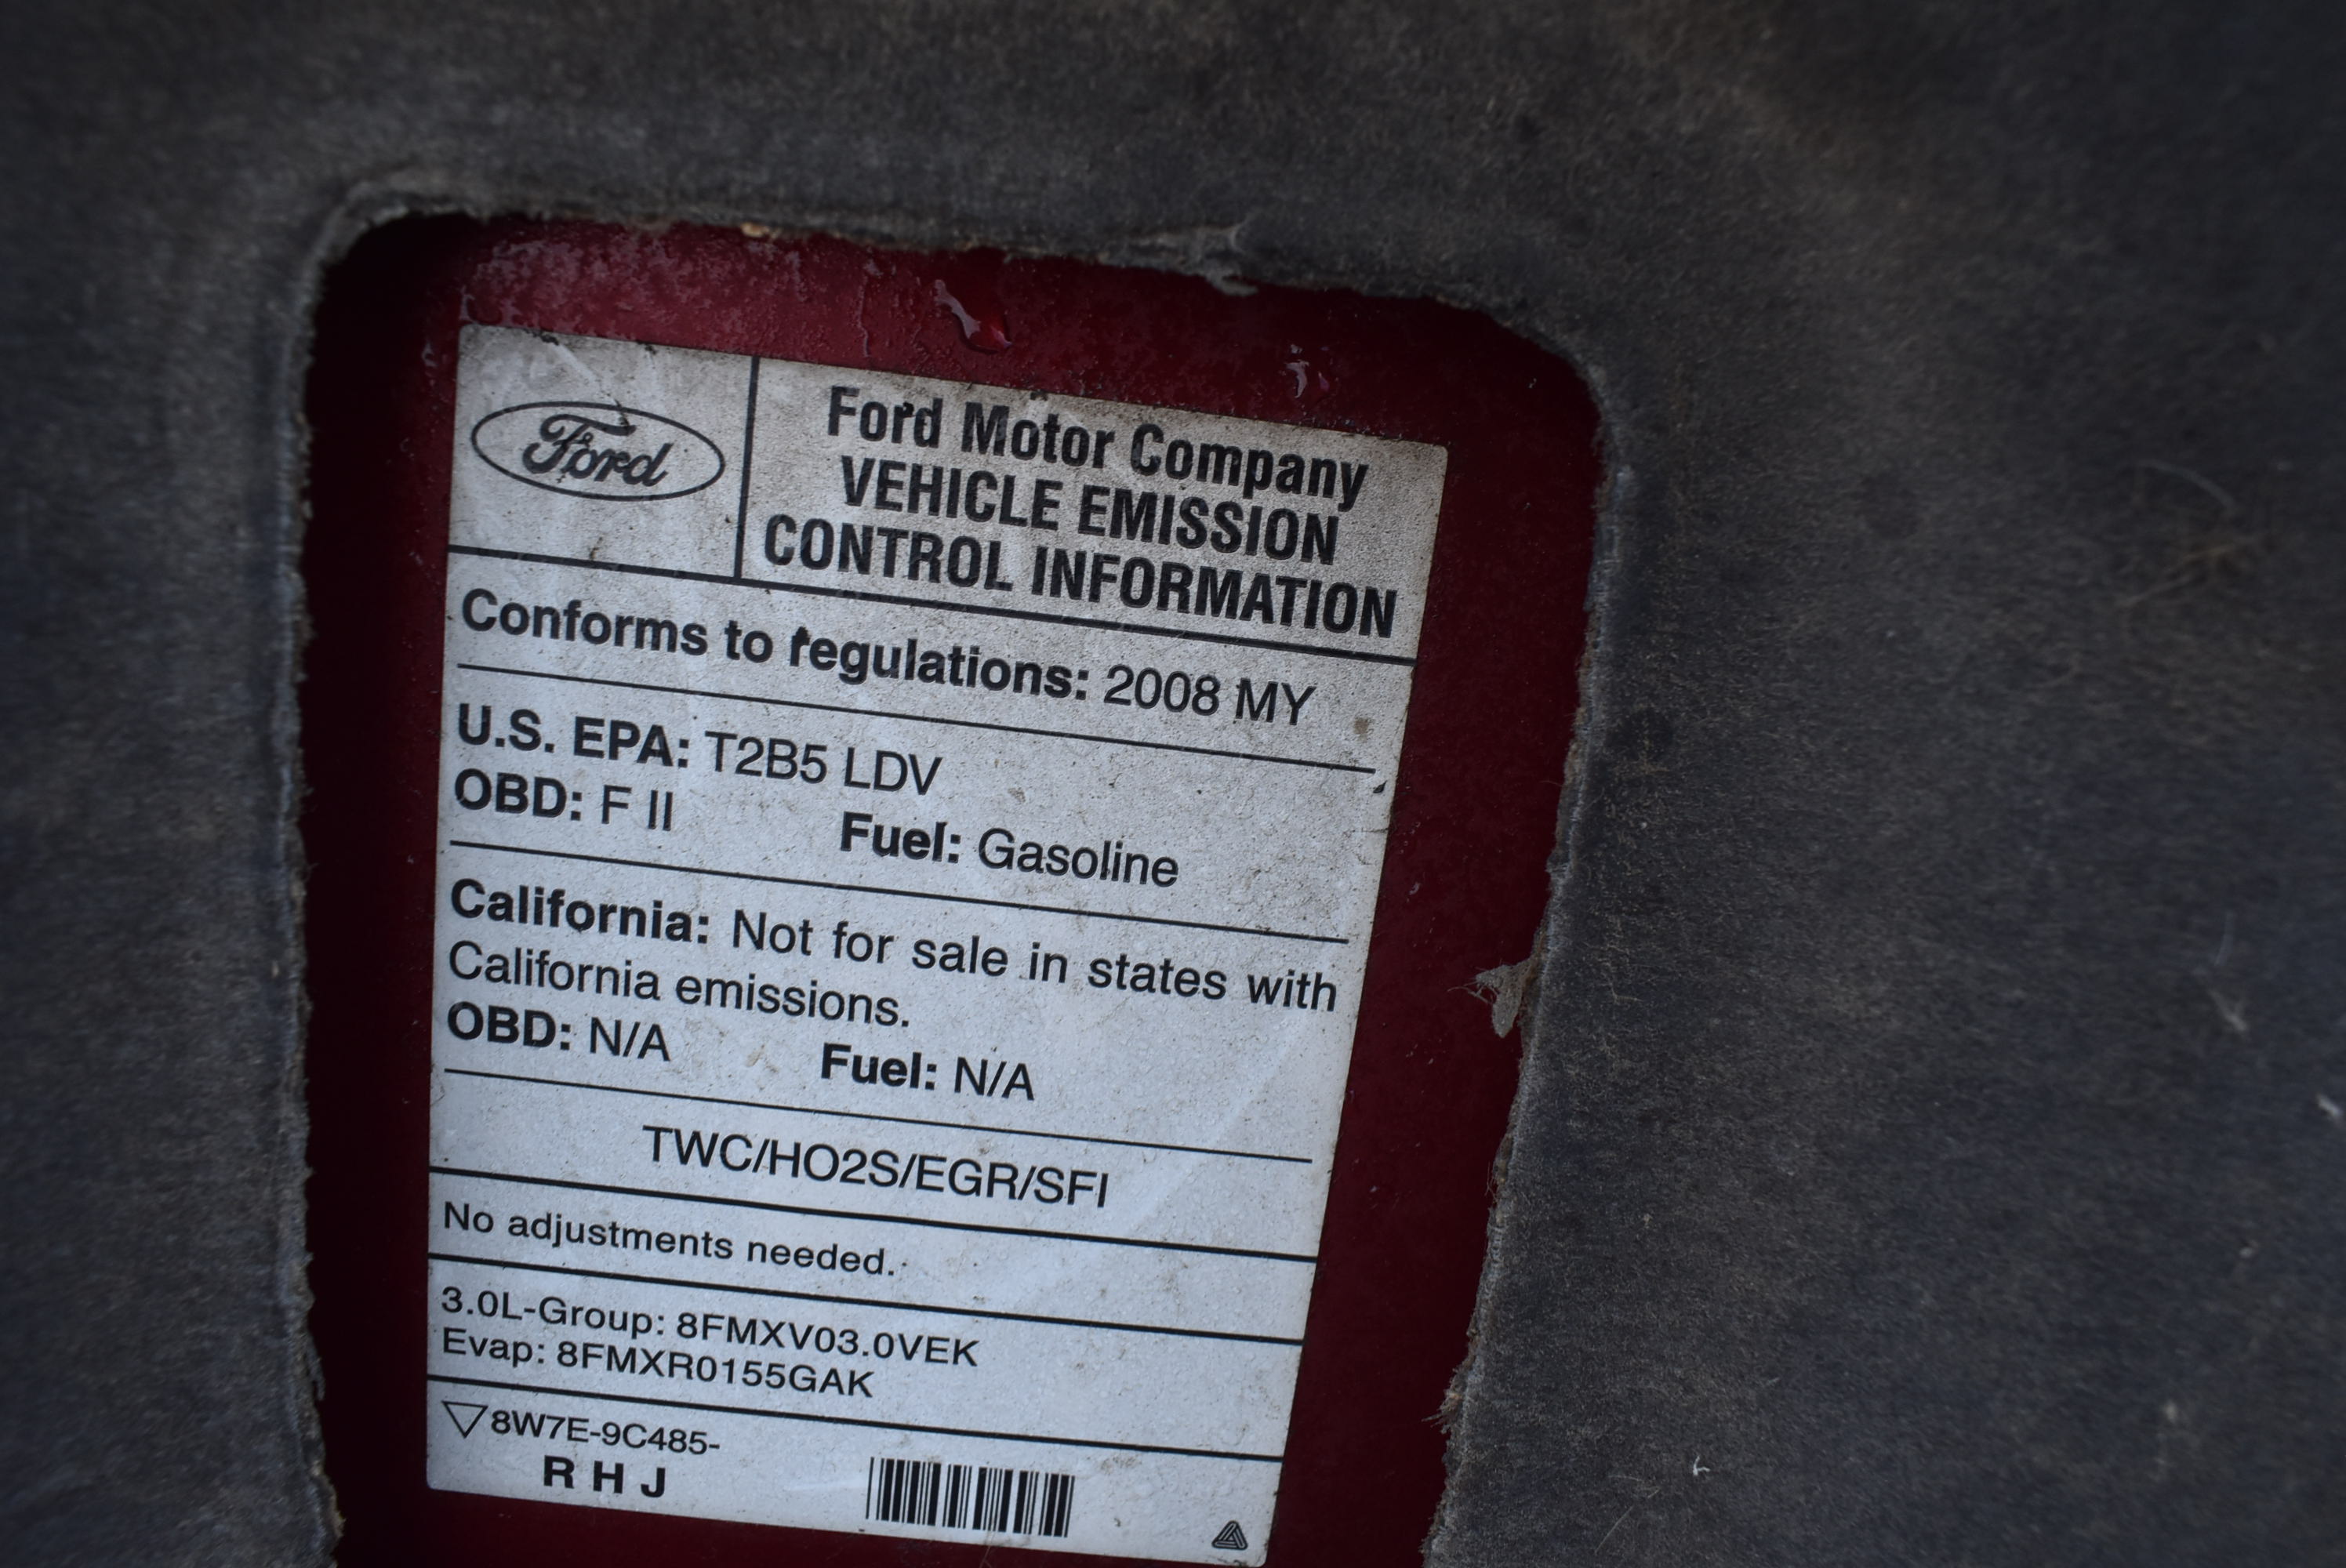 Ford
Ford Motor Company
VEHICLE EMISSION
CONTROL INFORMATION
Conforms to regulations: 2008 MY
U.S. EPA: T2B5 LDV
OBD: F II Fuel: Gasoline
California: Not for sale in states with
California emissions.
OBD: N/A Fuel: N/A
TWC/HO2S/EGR/SFI
No adjustments needed.
3.0L-Group: 8FMXV03.0VEK
Evap: 8FMXR0155GAK
8W7E-9C485-
R H J